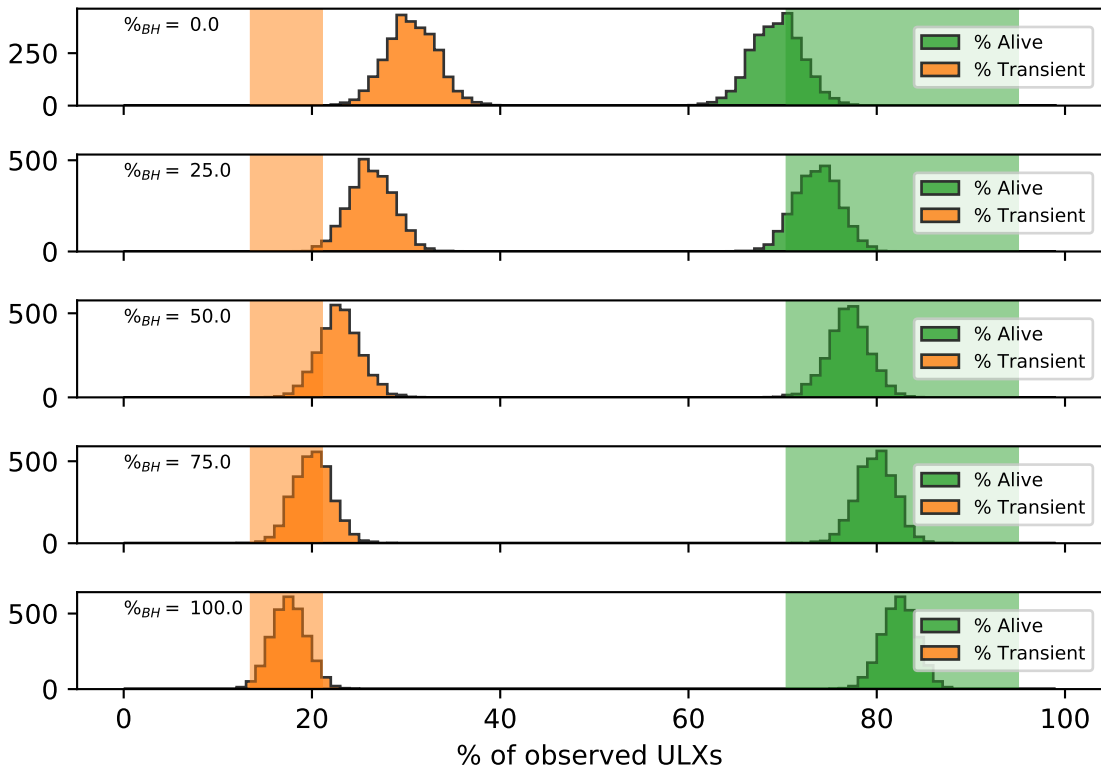 %BH = 0.0
250
0
% Alive
% Transient
%BH = 25.0
500
0
% Alive
% Transient
%BH = 50.0
500
0
% Alive
% Transient
%BH = 75.0
500
0
% Alive
% Transient
%BH = 100.0
500
0
% Alive
% Transient
0 20 40 60 80 100
% of observed ULXs